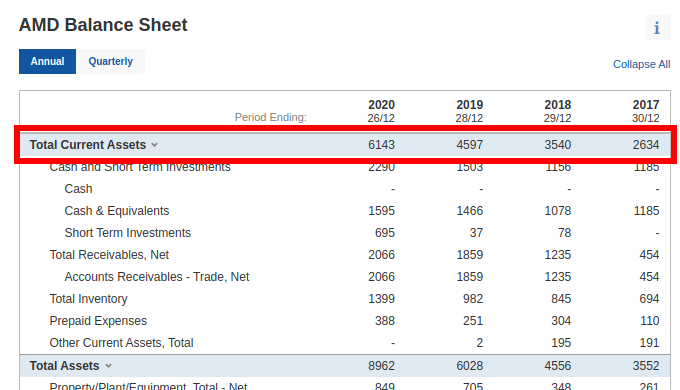 AMD Balance Sheet
i
Annual Quarterly
Collapse All
Period Ending: 2020 26/12 2019 28/12 2018 29/12 2017 30/12
Total Current Assets 6143 4597 3540 2634
Cash and Short Term Investments 2290 1503 1156 1185
Cash - - - -
Cash & Equivalents 1595 1466 1078 1185
Short Term Investments 695 37 78 -
Total Receivables, Net 2066 1859 1235 454
Accounts Receivables - Trade, Net 2066 1859 1235 454
Total Inventory 1399 982 845 694
Prepaid Expenses 388 251 304 110
Other Current Assets, Total - 2 195 191
Total Assets 8962 6028 4556 3552
Property/Plant/Equipment, Total - Net 849 705 348 261